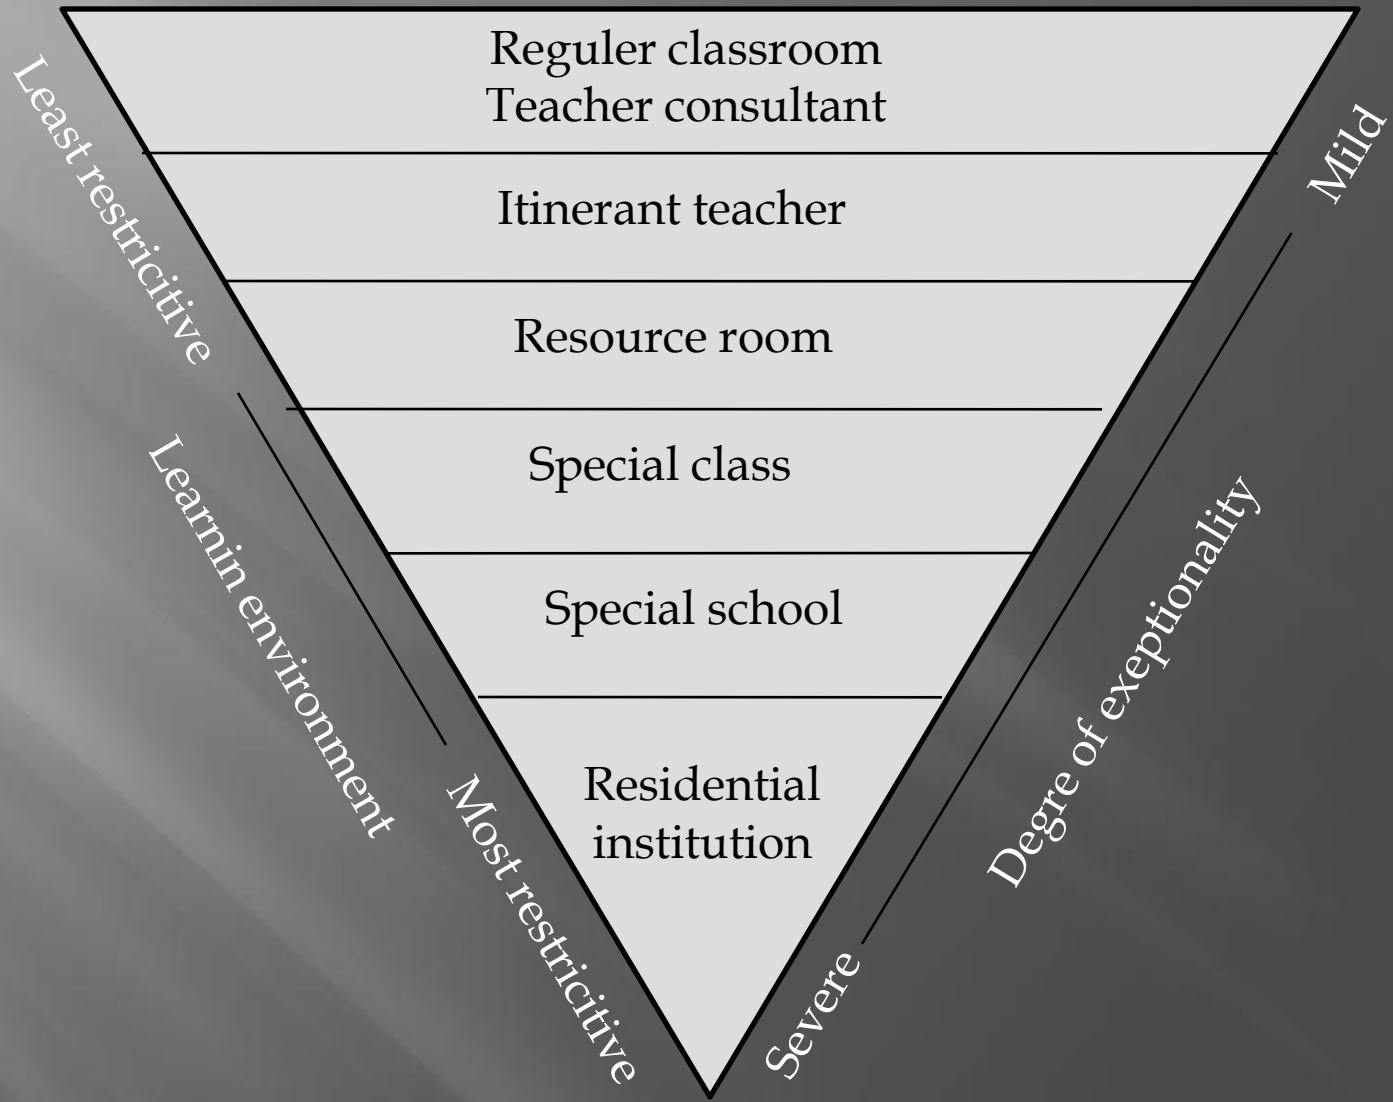 Reguler classroom
Teacher consultant
Itinerant teacher
Resource room
Special class
Special school
Residential
institution
Least restricitive
Learnin environment
Most restricitive
Mild
Degre of exeptionality
Severe